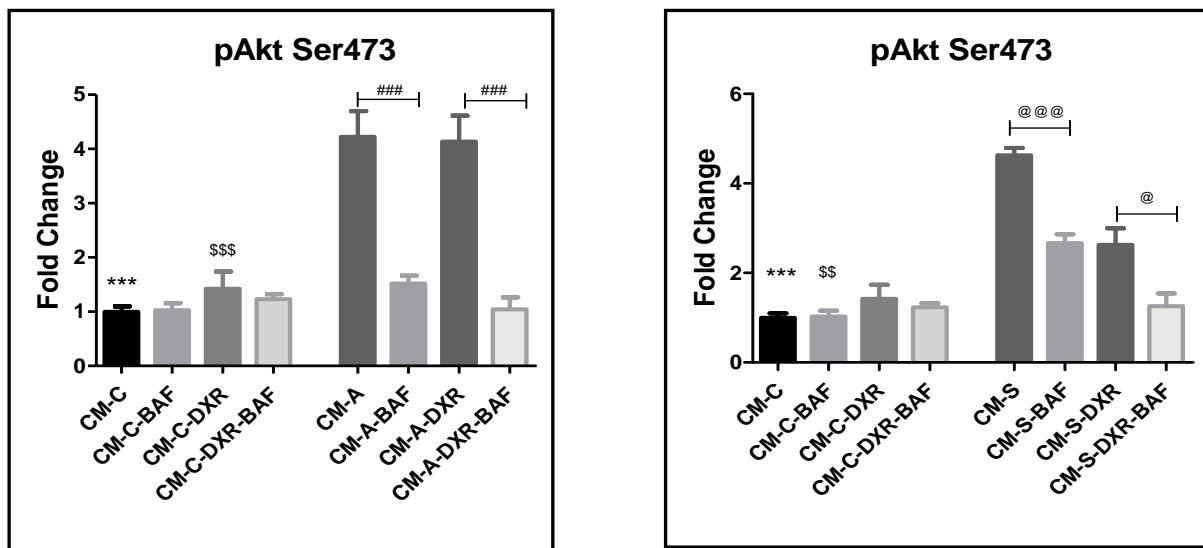 pAkt Ser473
Fold Change
5
4
3
2
1
0
***
$$$
###
###
CM-C
CM-C-BAF
CM-C-DXR
CM-C-DXR-BAF
CM-A
CM-A-BAF
CM-A-DXR
CM-A-DXR-BAF
pAkt Ser473
Fold Change
6
4
2
0
***
$$
@@@
@
CM-C
CM-C-BAF
CM-C-DXR
CM-C-DXR-BAF
CM-S
CM-S-BAF
CM-S-DXR
CM-S-DXR-BAF